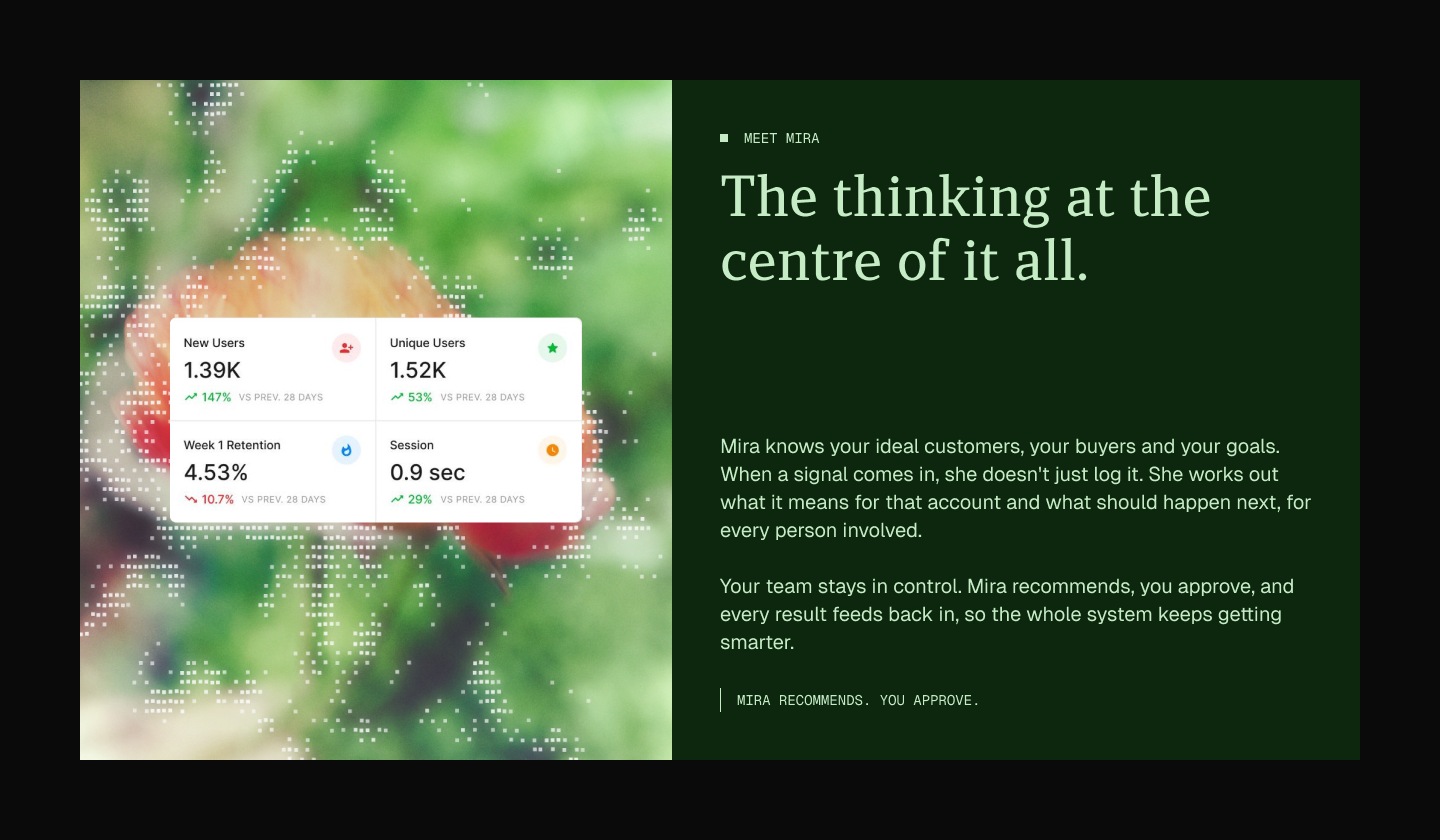 New Users
1.39K
147% VS PREV. 28 DAYS
Unique Users
1.52K
53% VS PREV. 28 DAYS
Week 1 Retention
4.53%
10.7% VS PREV. 28 DAYS
Session
0.9 sec
29% VS PREV. 28 DAYS
MEET MIRA
The thinking at the
centre of it all.
Mira knows your ideal customers, your buyers and your goals.
When a signal comes in, she doesn't just log it. She works out
what it means for that account and what should happen next, for
every person involved.
Your team stays in control. Mira recommends, you approve, and
every result feeds back in, so the whole system keeps getting
smarter.
MIRA RECOMMENDS. YOU APPROVE.